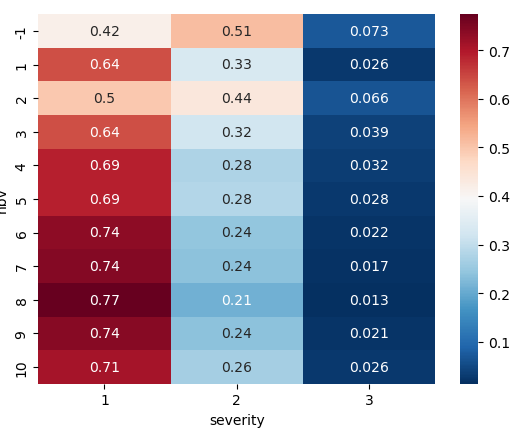 -1 0.42 0.51 0.073
1 0.64 0.33 0.026
2 0.5 0.44 0.066
3 0.64 0.32 0.039
4 0.69 0.28 0.032
5 0.69 0.28 0.028
6 0.74 0.24 0.022
7 0.74 0.24 0.017
8 0.77 0.21 0.013
9 0.74 0.24 0.021
10 0.71 0.26 0.026
1 2 3
severity
0.7
0.6
0.5
0.4
0.3
0.2
0.1